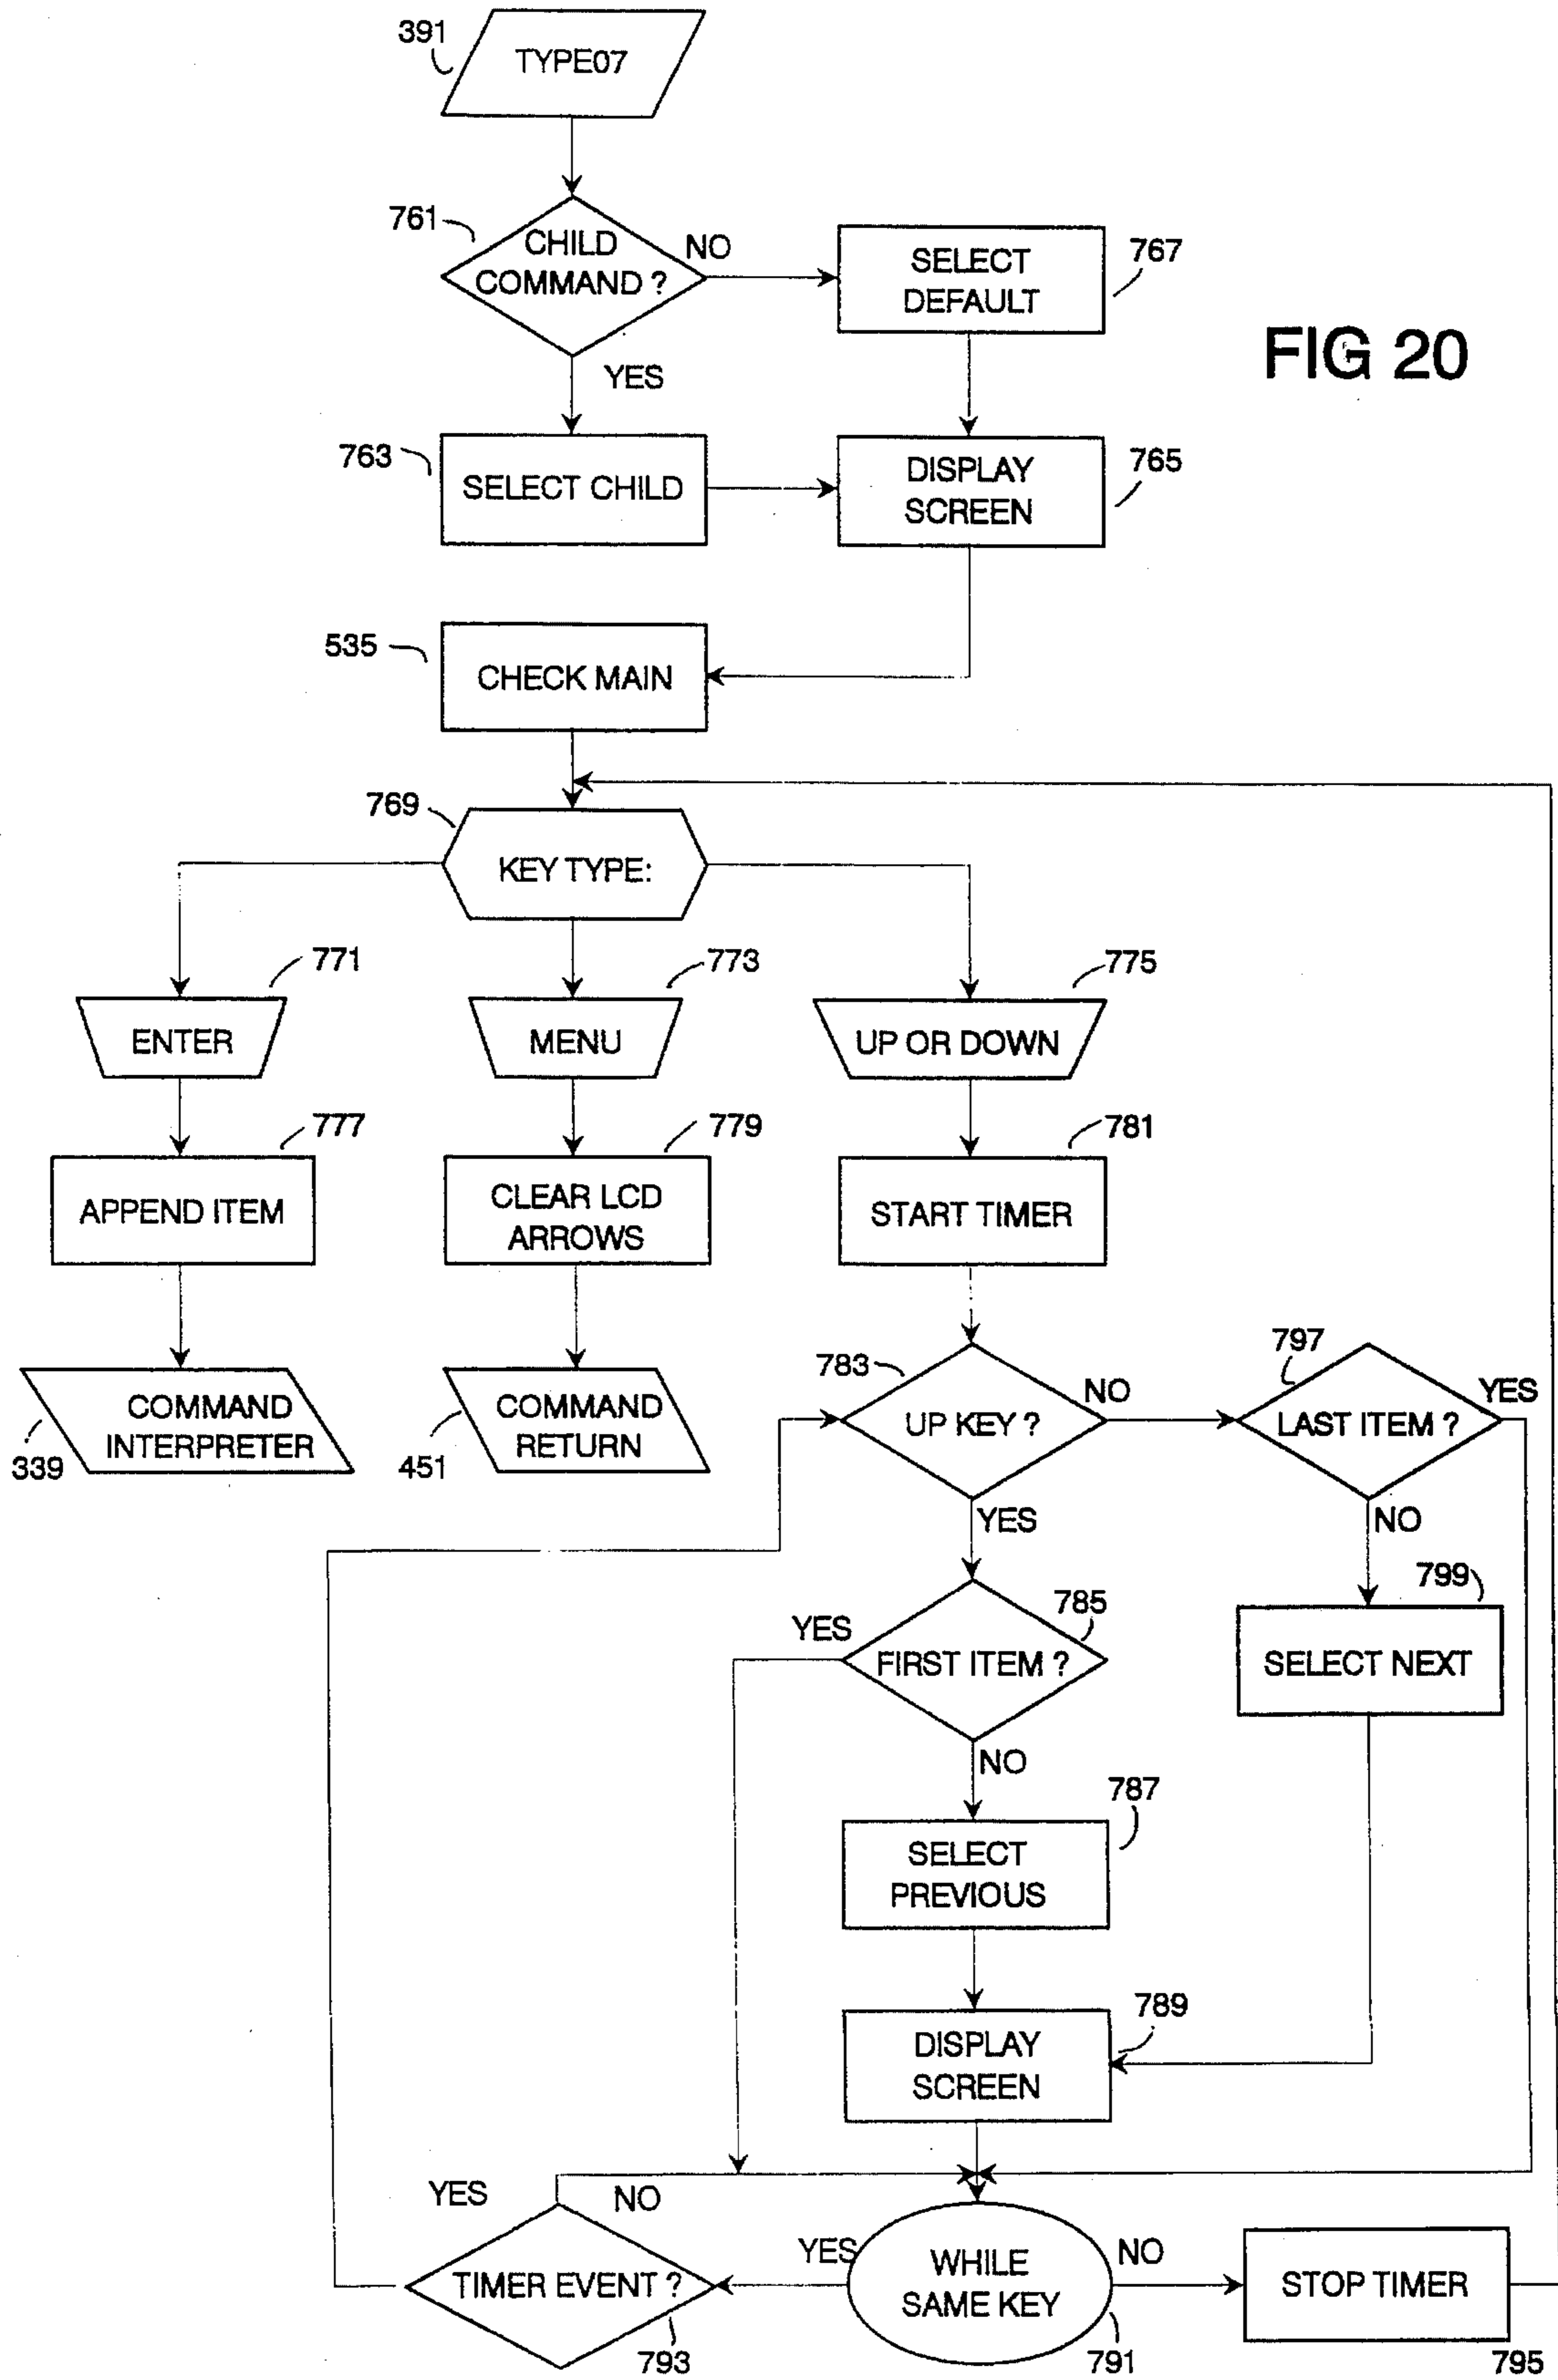 391
TYPE07
761
CHILD
COMMAND ?
NO
SELECT
DEFAULT
767
FIG 20
YES
763
SELECT CHILD
DISPLAY
SCREEN
765
535
CHECK MAIN
769
KEY TYPE:
771
773
775
ENTER
MENU
UP OR DOWN
777
779
781
APPEND ITEM
CLEAR LCD
ARROWS
START TIMER
783
797
COMMAND
INTERPRETER
339
COMMAND
RETURN
451
UP KEY ?
NO
LAST ITEM ?
YES
YES
NO
785
799
YES
FIRST ITEM ?
SELECT NEXT
NO
787
SELECT
PREVIOUS
789
DISPLAY
SCREEN
YES
NO
TIMER EVENT ?
793
YES
WHILE
SAME KEY
791
NO
STOP TIMER
795